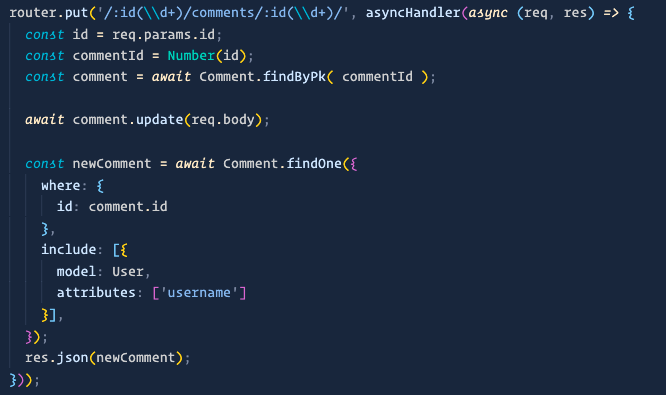 router.put('/:id(\\d+)/comments/:id(\\d+)/', asyncHandler(async (req, res) => {
  const id = req.params.id;
  const commentId = Number(id);
  const comment = await Comment.findByPk( commentId );

  await comment.update(req.body);

  const newComment = await Comment.findOne({
    where: {
      id: comment.id
    },
    include: [{
      model: User,
      attributes: ['username']
    }],
  });
  res.json(newComment);
}));